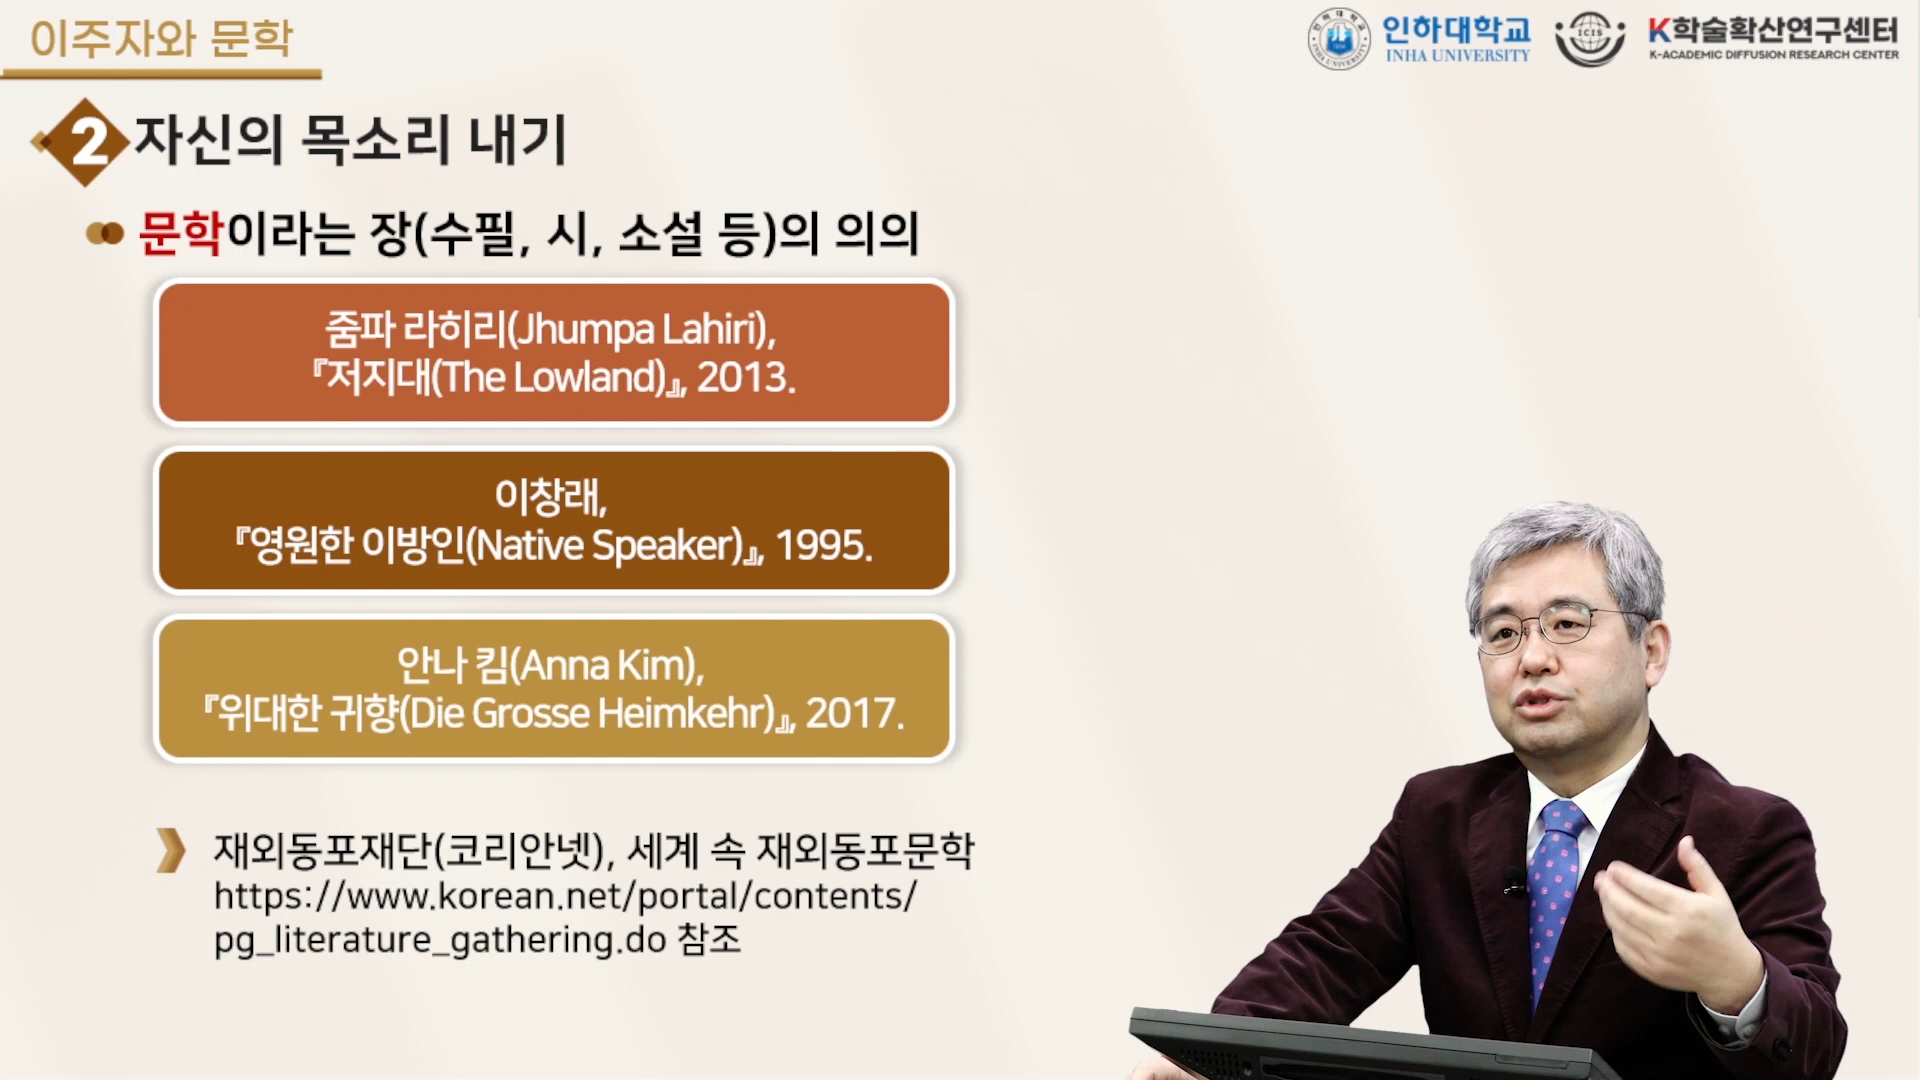 이주자와 문학
인하대학교
INHA UNIVERSITY
ICIS
K학술확산연구센터
K-ACADEMIC DIFFUSION RESEARCH CENTER
2 자신의 목소리 내기
문학이라는 장(수필, 시, 소설 등)의 의의
줌파 라히리(Jhumpa Lahiri),
『저지대(The Lowland)』, 2013.
이창래,
『영원한 이방인(Native Speaker)』, 1995.
안나 킴(Anna Kim),
『위대한 귀향(Die Grosse Heimkehr)』, 2017.
재외동포재단(코리안넷), 세계 속 재외동포문학
https://www.korean.net/portal/contents/
pg_literature_gathering.do 참조